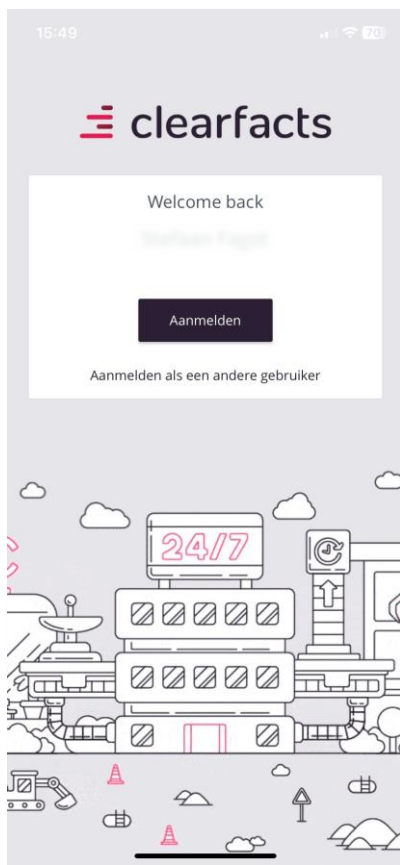 15:49
70
clearfacts
Welcome back
Aanmelden
Aanmelden als een andere gebruiker
24/7